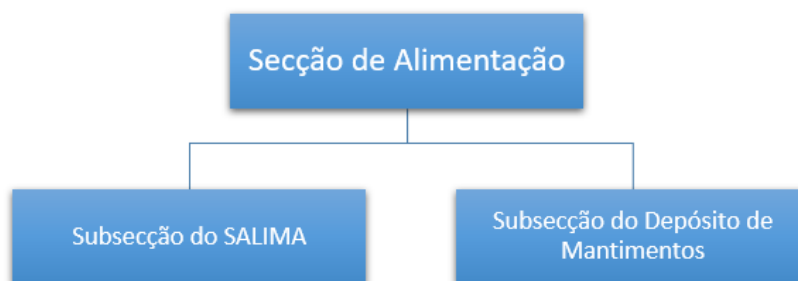 Secção de Alimentação
Subsecção do SALIMA
Subsecção do Depósito de
Mantimentos